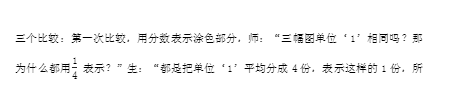 三个比较：第一次比较，用分数表示涂色部分，师：“三幅图单位‘1’相同吗？那
为什么都用1/4 表示？”生：“都是把单位‘1’平均分成 4 份，表示这样的 1 份，所